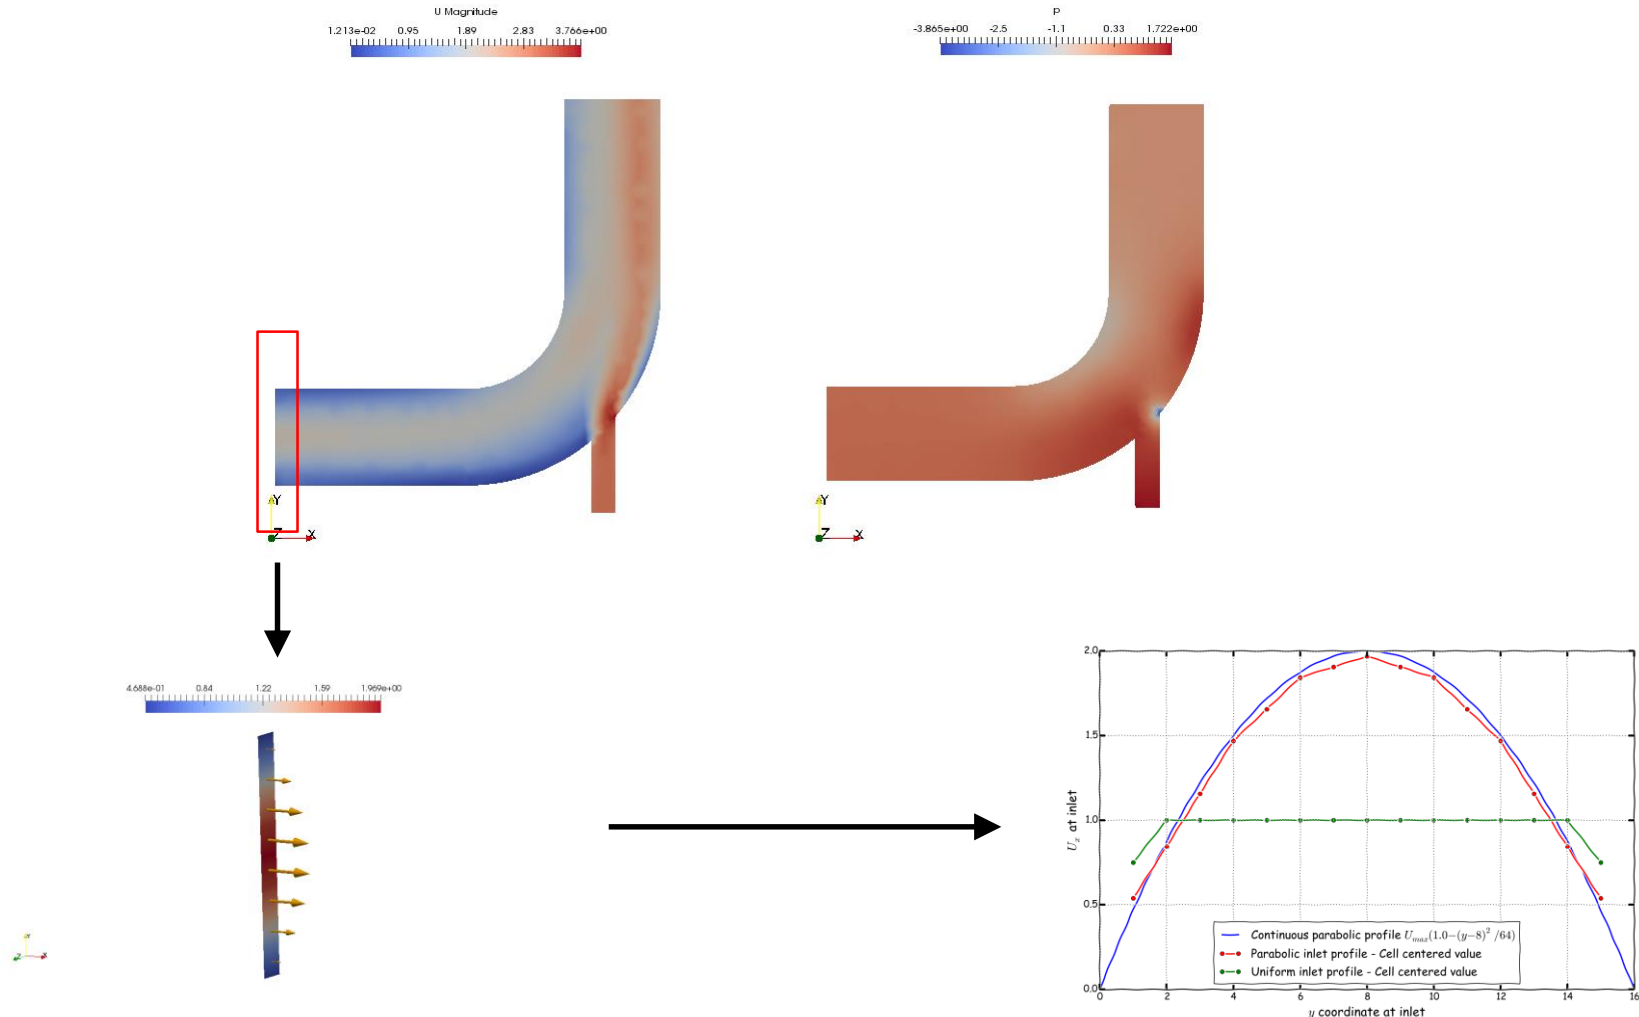 U Magnitude
1.213e-02 0.95 1.89 2.83 3.766e+00
P
-3.865e+00 -2.5 -1.1 0.33 1.722e+00
Y
Z X
Y
Z X
4.688e-01 0.84 1.22 1.59 1.969e+00
Y
Z X
2.0
1.5
1.0
0.5
0.0
U_x at inlet
Continuous parabolic profile U_max(1.0−(y−8)² /64)
Parabolic inlet profile - Cell centered value
Uniform inlet profile - Cell centered value
0 2 4 6 8 10 12 14 16
y coordinate at inlet